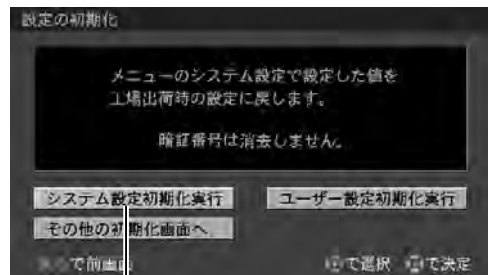 設定の初期化
メニューのシステム設定で設定した値を
工場出荷時の設定に戻します。
暗証番号は消去しません。
システム設定初期化実行 ユーザー設定初期化実行
その他の初期化画面へ
で前画面 で選択 で決定